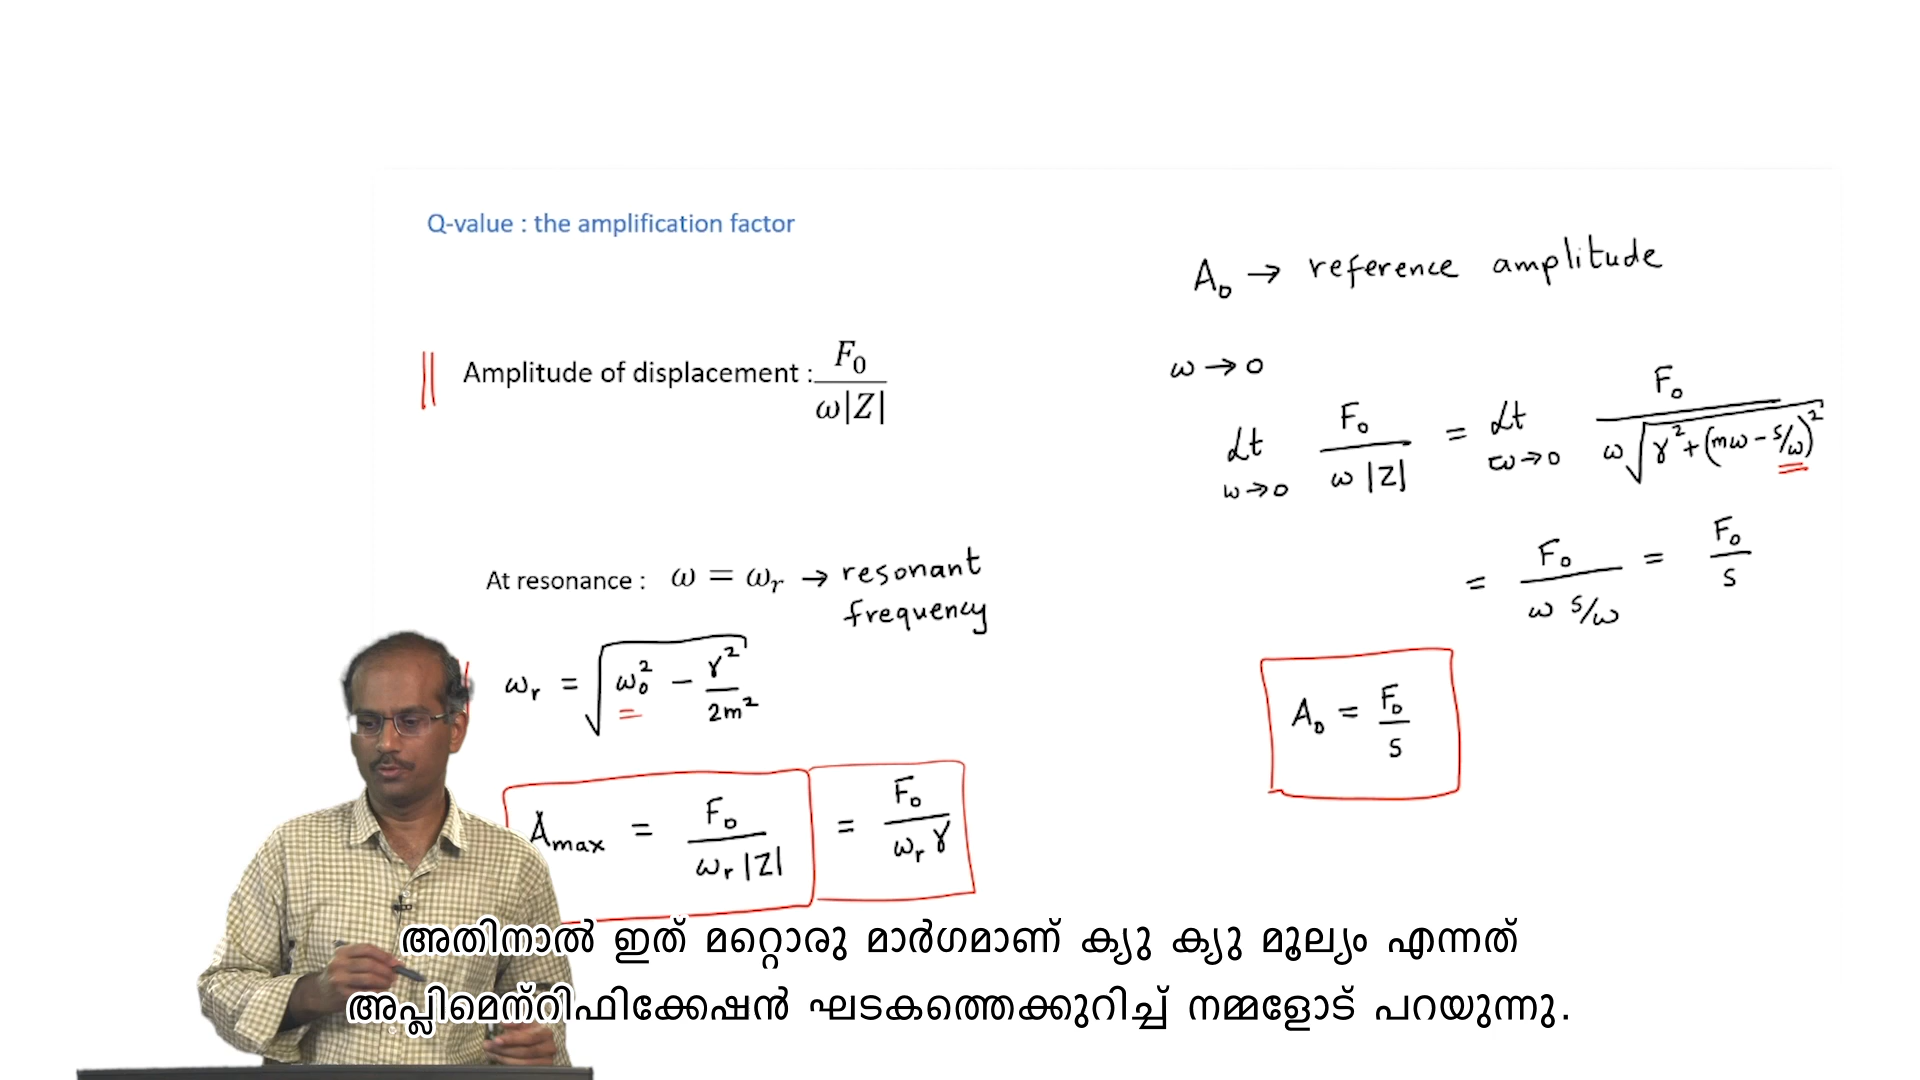 Q-value : the amplification factor
Amplitude of displacement : F₀ / ω|Z|
At resonance : ω = ωᵣ → resonant frequency
ωᵣ = √(ω₀² − γ²/2m²)
Amax = F₀ / ωᵣ|Z| = F₀ / ωᵣγ
A₀ → reference amplitude
ω → 0
Lt ω→0 F₀ / ω|Z| = Lt ω→0 F₀ / ω√(γ² + (mω − s/ω)²)
= F₀ / ω s/ω = F₀ / s
A₀ = F₀ / s
അതിനാൽ ഇത് മറ്റൊരു മാർഗമാണ് ക്യു ക്യു മൂല്യം എന്നത്
അപ്ലിമെന്റിഫിക്കേഷൻ ഘടകത്തെക്കുറിച്ച് നമ്മളോട് പറയുന്നു.